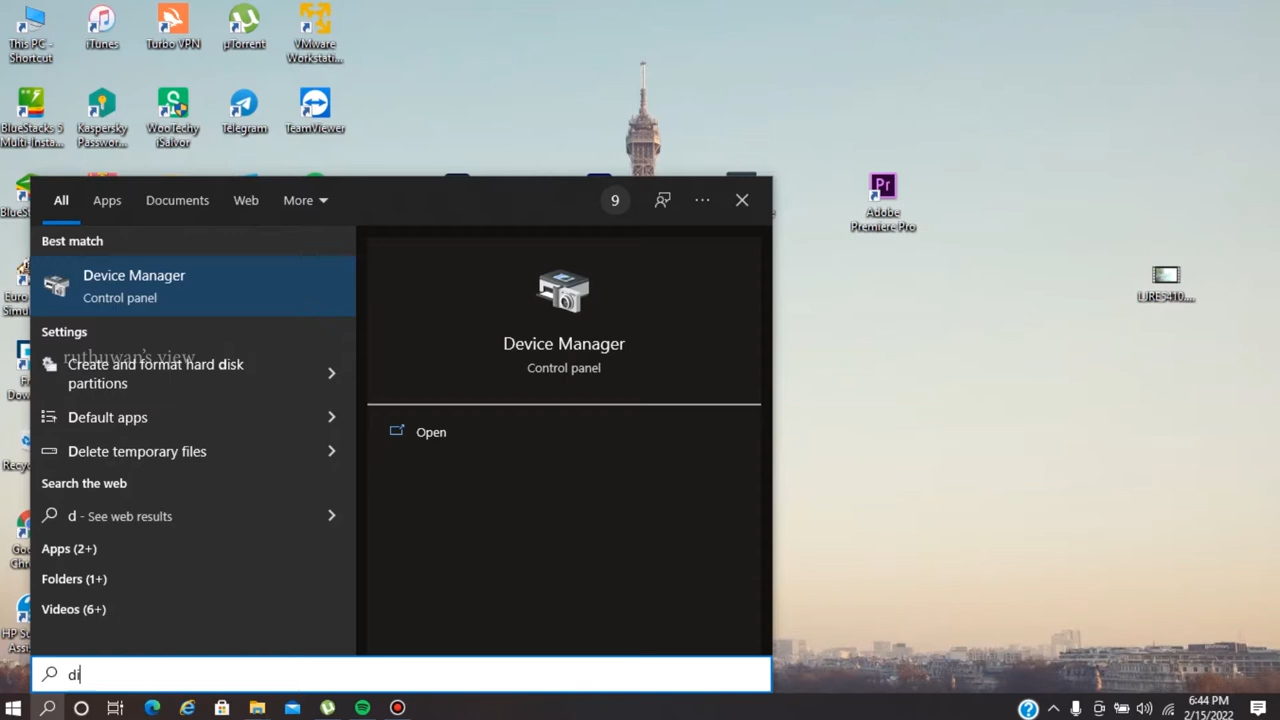 This PC -
Shortcut
iTunes
Turbo VPN
µTorrent
VMware
Workstati...
BlueStacks 5
Multi-Insta...
Kaspersky
Passwor...
WooTechy
iSalvor
Telegram
TeamViewer
Adobe
Premiere Pro
All
Apps
Documents
Web
More
9
Best match
Device Manager
Control panel
Settings
ruthuwan's view
Create and format hard disk
partitions
Default apps
Delete temporary files
Search the web
d - See web results
Apps (2+)
Folders (1+)
Videos (6+)
Device Manager
Control panel
Open
di
6:44 PM
2/15/2022